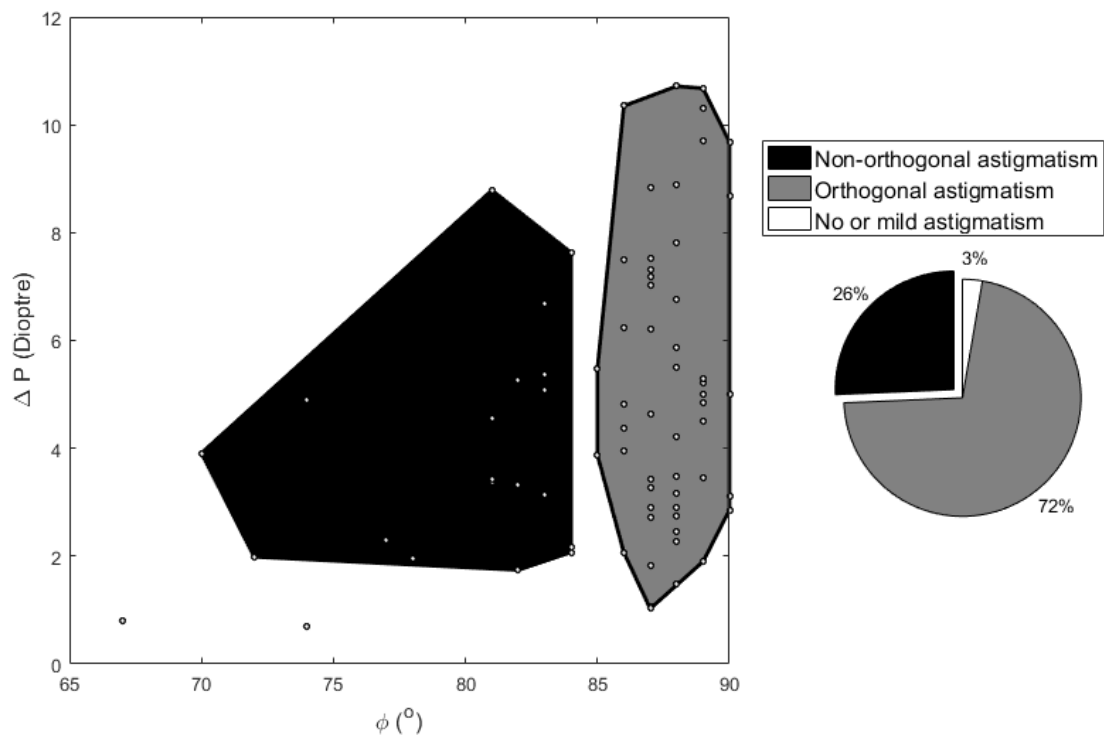 12
10
8
6
4
2
0
Δ P (Dioptre)
65 70 75 80 85 90
ϕ (°)
Non-orthogonal astigmatism
Orthogonal astigmatism
No or mild astigmatism
3%
26%
72%